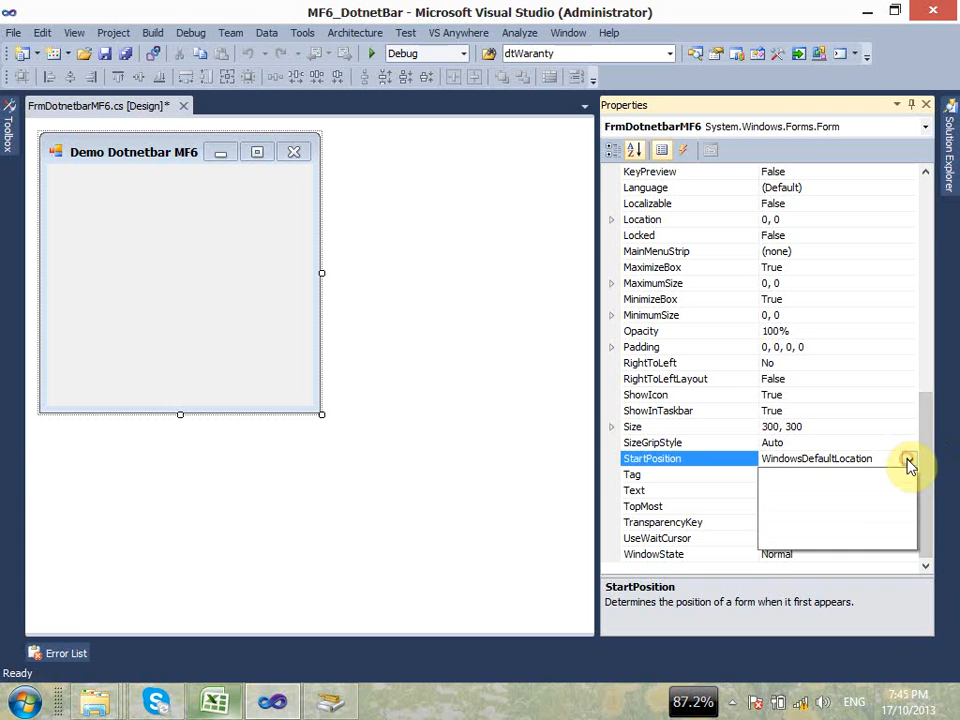 MF6_DotnetBar - Microsoft Visual Studio (Administrator)
File Edit View Project Build Debug Team Data Tools Architecture Test VS Anywhere Analyze Window Help
Debug dtWaranty
FrmDotnetbarMF6.cs [Design]*
Toolbox
Demo Dotnetbar MF6
Properties
FrmDotnetbarMF6 System.Windows.Forms.Form
KeyPreview False
Language (Default)
Localizable False
Location 0, 0
Locked False
MainMenuStrip (none)
MaximizeBox True
MaximumSize 0, 0
MinimizeBox True
MinimumSize 0, 0
Opacity 100%
Padding 0, 0, 0, 0
RightToLeft No
RightToLeftLayout False
ShowIcon True
ShowInTaskbar True
Size 300, 300
SizeGripStyle Auto
StartPosition WindowsDefaultLocation
Tag
Text
TopMost
TransparencyKey
UseWaitCursor
WindowState Normal
StartPosition
Determines the position of a form when it first appears.
Solution Explorer
Error List
Ready
87.2% ENG 7:45 PM
17/10/2013